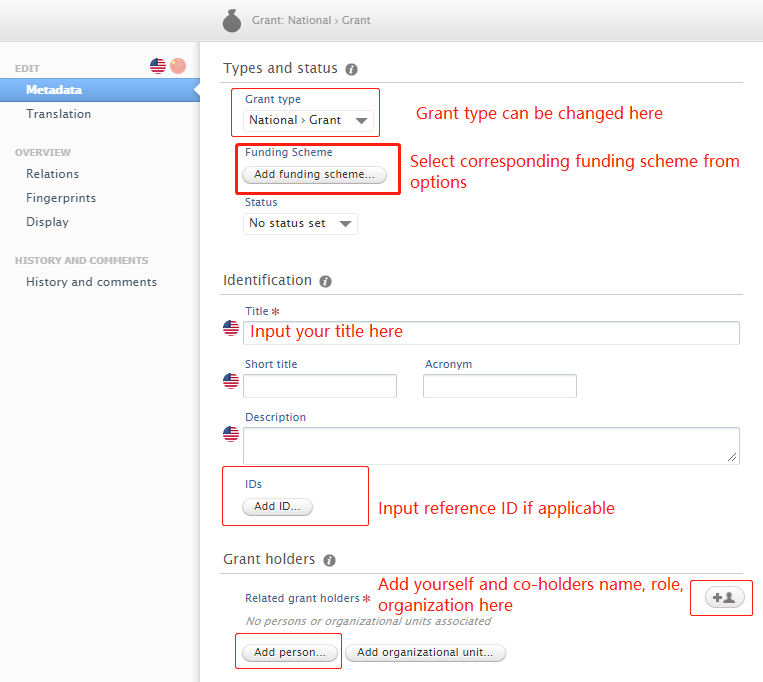 Grant: National › Grant
EDIT
Metadata
Translation
OVERVIEW
Relations
Fingerprints
Display
HISTORY AND COMMENTS
History and comments
Types and status
Grant type
National › Grant
Grant type can be changed here
Funding Scheme
Add funding scheme...
Select corresponding funding scheme from
options
Status
No status set
Identification
Title *
Input your title here
Short title
Acronym
Description
IDs
Add ID...
Input reference ID if applicable
Grant holders
Related grant holders *
Add yourself and co-holders name, role,
organization here
No persons or organizational units associated
Add person...
Add organizational unit...